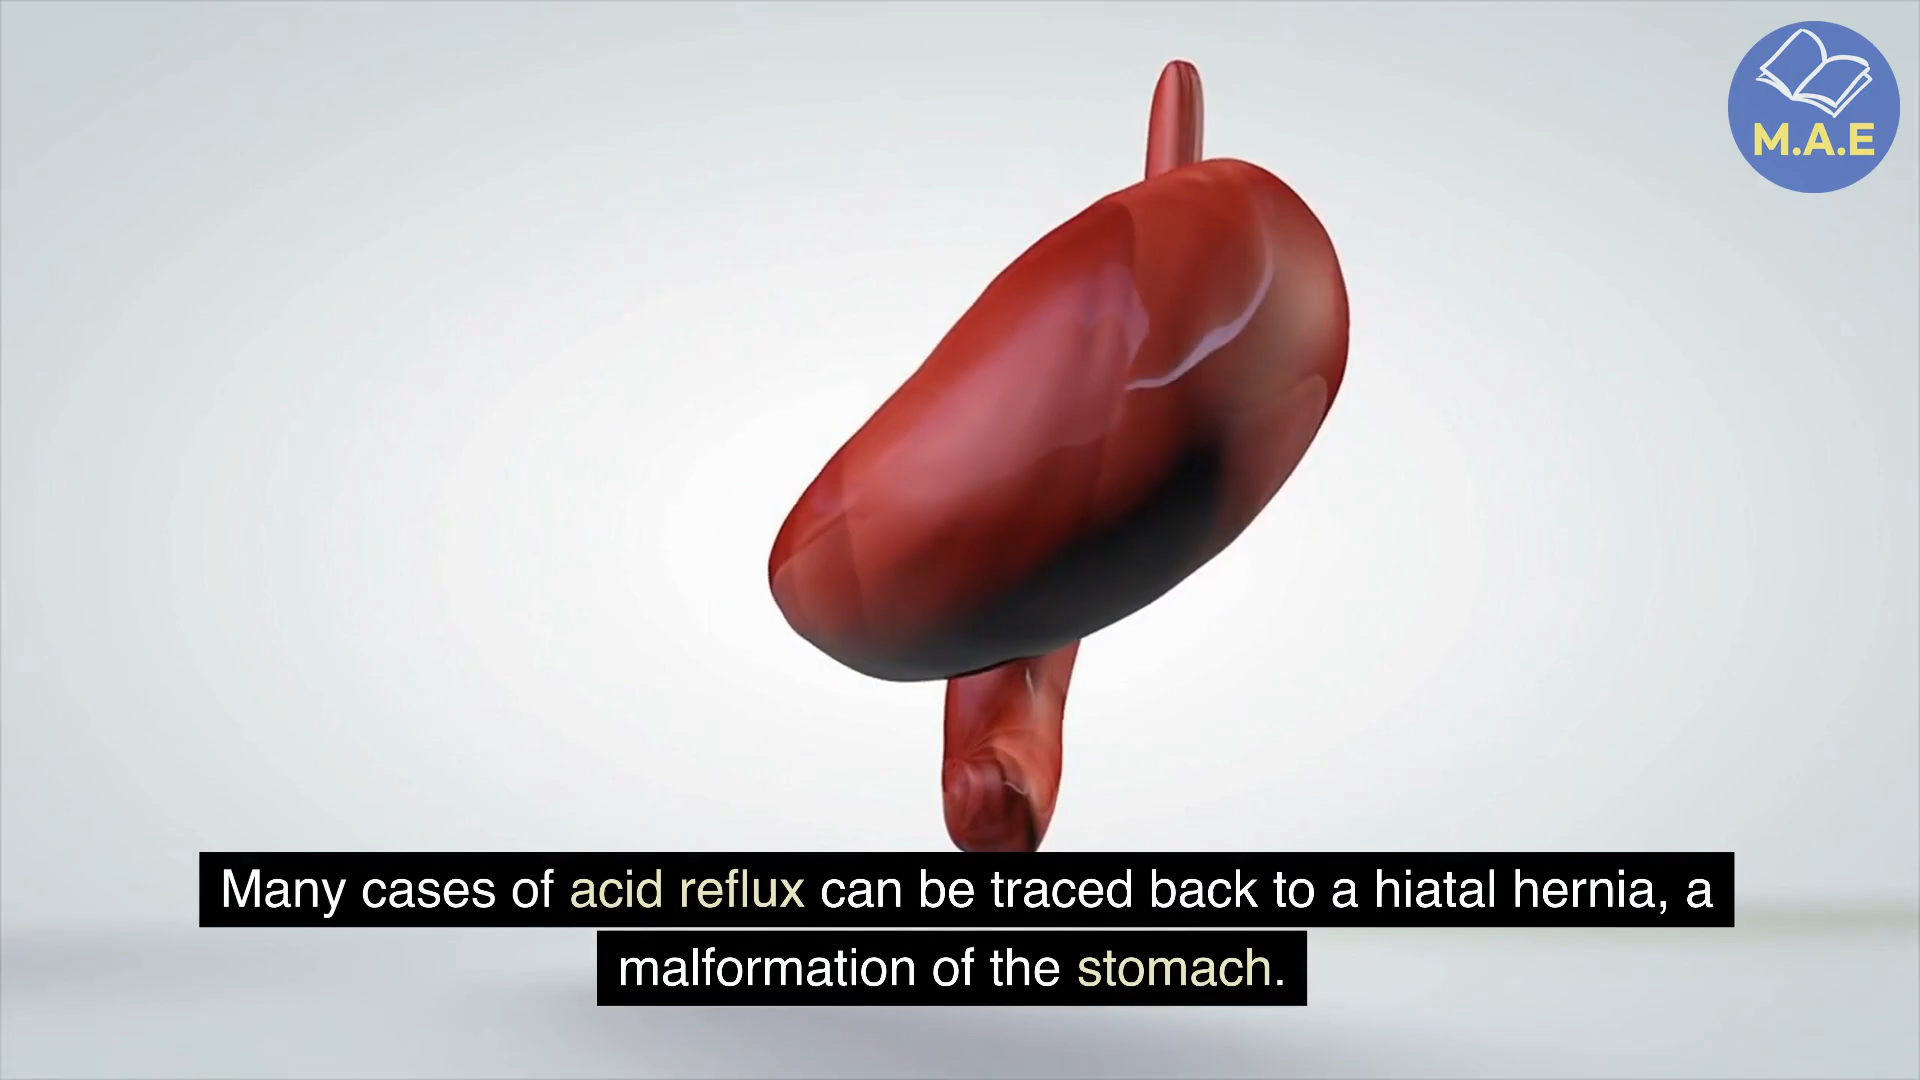 M.A.E
Many cases of acid reflux can be traced back to a hiatal hernia, a
malformation of the stomach.